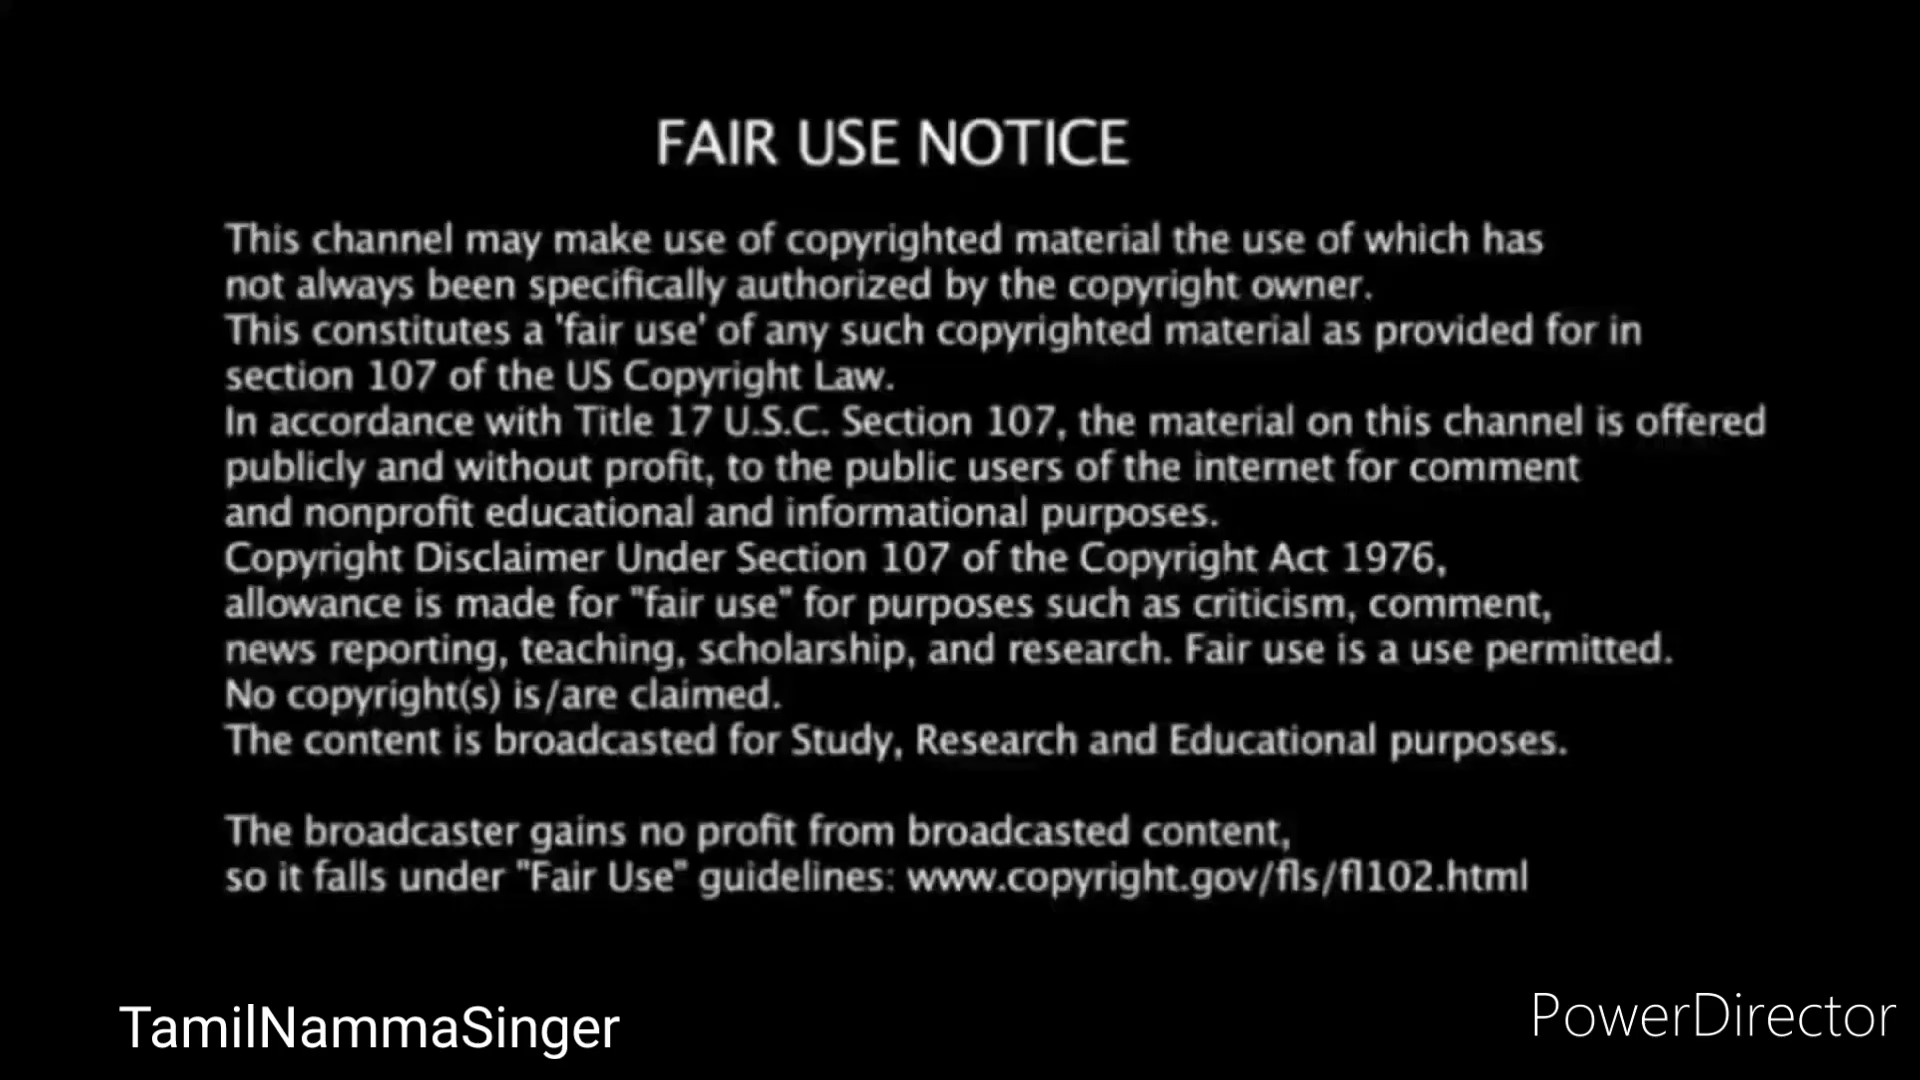 FAIR USE NOTICE
This channel may make use of copyrighted material the use of which has
not always been specifically authorized by the copyright owner.
This constitutes a 'fair use' of any such copyrighted material as provided for in
section 107 of the US Copyright Law.
In accordance with Title 17 U.S.C. Section 107, the material on this channel is offered
publicly and without profit, to the public users of the internet for comment
and nonprofit educational and informational purposes.
Copyright Disclaimer Under Section 107 of the Copyright Act 1976,
allowance is made for "fair use" for purposes such as criticism, comment,
news reporting, teaching, scholarship, and research. Fair use is a use permitted.
No copyright(s) is/are claimed.
The content is broadcasted for Study, Research and Educational purposes.
The broadcaster gains no profit from broadcasted content,
so it falls under "Fair Use" guidelines: www.copyright.gov/fls/fl102.html
TamilNammaSinger
PowerDirector